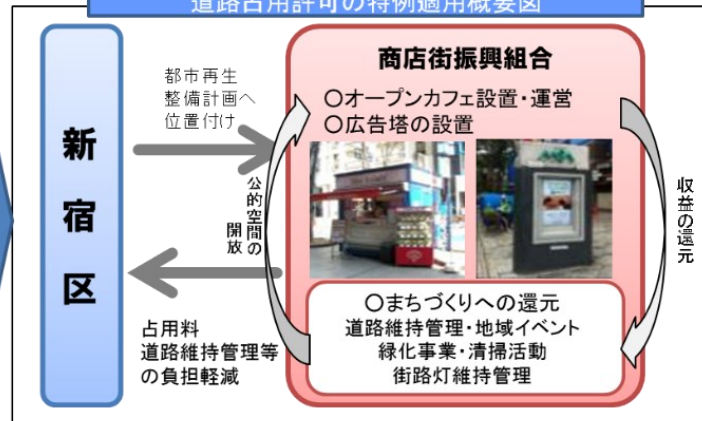 道路占用許可の特例適用概要図
新宿区
都市再生
整備計画へ
位置付け
商店街振興組合
○オープンカフェ設置・運営
○広告塔の設置
公的空間の
開放
収益の還元
占用料
道路維持管理等
の負担軽減
○まちづくりへの還元
道路維持管理・地域イベント
緑化事業・清掃活動
街路灯維持管理